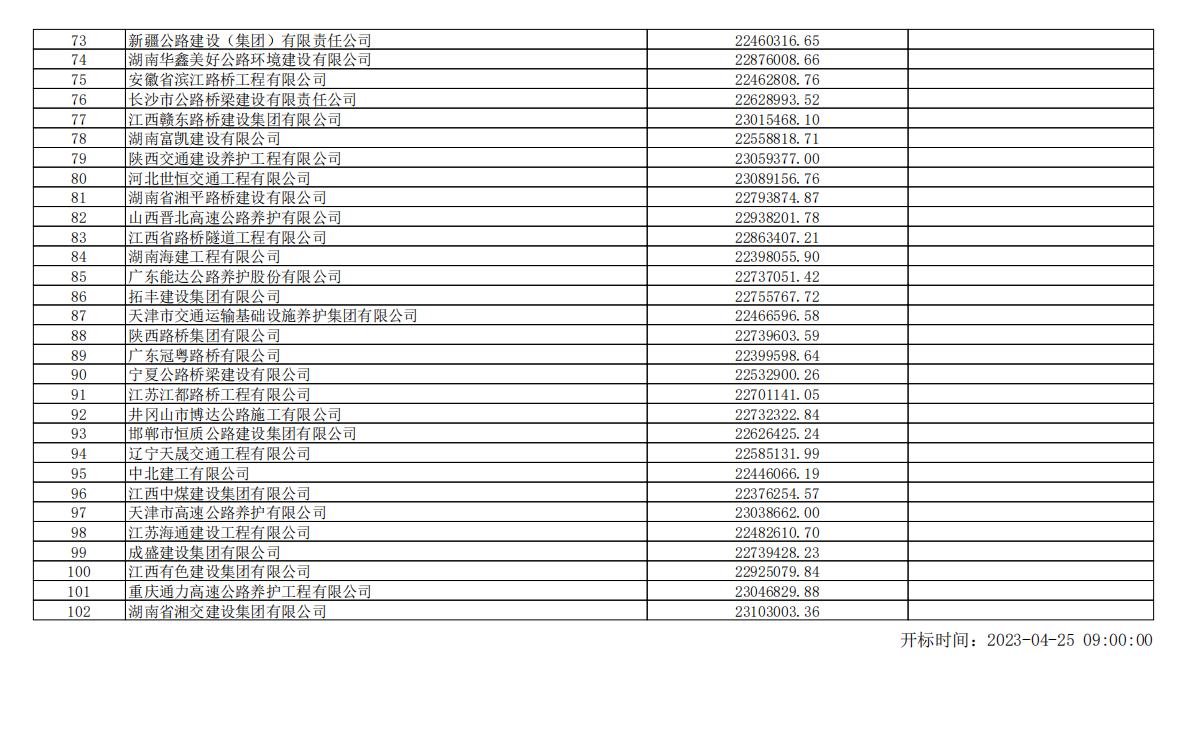 73 新疆公路建设（集团）有限责任公司 22460316.65
74 湖南华鑫美好公路环境建设有限公司 22876008.66
75 安徽省滨江路桥工程有限公司 22462808.76
76 长沙市公路桥梁建设有限责任公司 22628993.52
77 江西赣东路桥建设集团有限公司 23015468.10
78 湖南富凯建设有限公司 22558818.71
79 陕西交通建设养护工程有限公司 23059377.00
80 河北世恒交通工程有限公司 23089156.76
81 湖南省湘平路桥建设有限公司 22793874.87
82 山西晋北高速公路养护有限公司 22938201.78
83 江西省路桥隧道工程有限公司 22863407.21
84 湖南海建工程有限公司 22398055.90
85 广东能达公路养护股份有限公司 22737051.42
86 拓丰建设集团有限公司 22755767.72
87 天津市交通运输基础设施养护集团有限公司 22466596.58
88 陕西路桥集团有限公司 22739603.59
89 广东冠粤路桥有限公司 22399598.64
90 宁夏公路桥梁建设有限公司 22532900.26
91 江苏江都路桥工程有限公司 22701141.05
92 井冈山市博达公路施工有限公司 22732322.84
93 邯郸市恒质公路建设集团有限公司 22626425.24
94 辽宁天晟交通工程有限公司 22585131.99
95 中北建工有限公司 22446066.19
96 江西中煤建设集团有限公司 22376254.57
97 天津市高速公路养护有限公司 23038662.00
98 江苏海通建设工程有限公司 22482610.70
99 成盛建设集团有限公司 22739428.23
100 江西有色建设集团有限公司 22925079.84
101 重庆通力高速公路养护工程有限公司 23046829.88
102 湖南省湘交建设集团有限公司 23103003.36
开标时间：2023-04-25 09:00:00